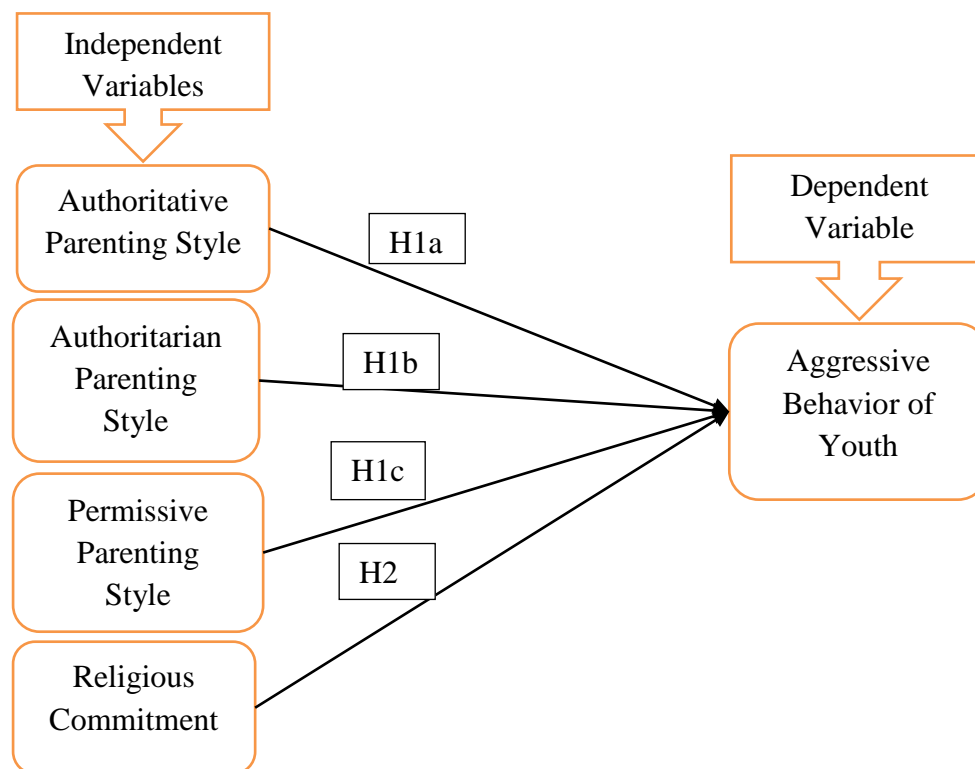 Independent
Variables
Authoritative
Parenting Style
H1a
Dependent
Variable
Authoritarian
Parenting
Style
H1b
Aggressive
Behavior of
Youth
H1c
Permissive
Parenting
Style
H2
Religious
Commitment